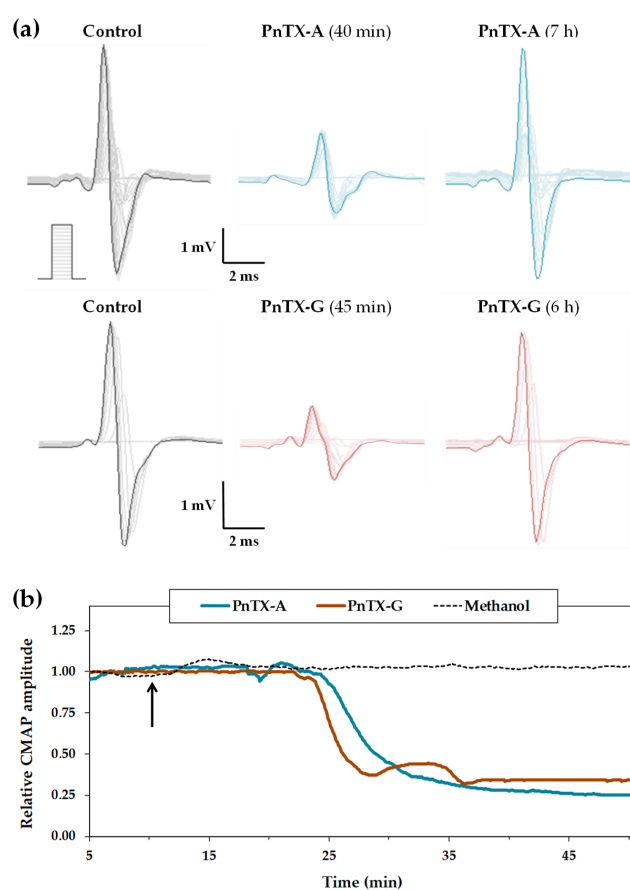 (a)
Control PnTX-A (40 min) PnTX-A (7 h)
1 mV
2 ms
Control PnTX-G (45 min) PnTX-G (6 h)
1 mV
2 ms
(b)
PnTX-A PnTX-G Methanol
1.25
1.00
0.75
0.50
0.25
0.00
Relative CMAP amplitude
5 15 25 35 45
Time (min)